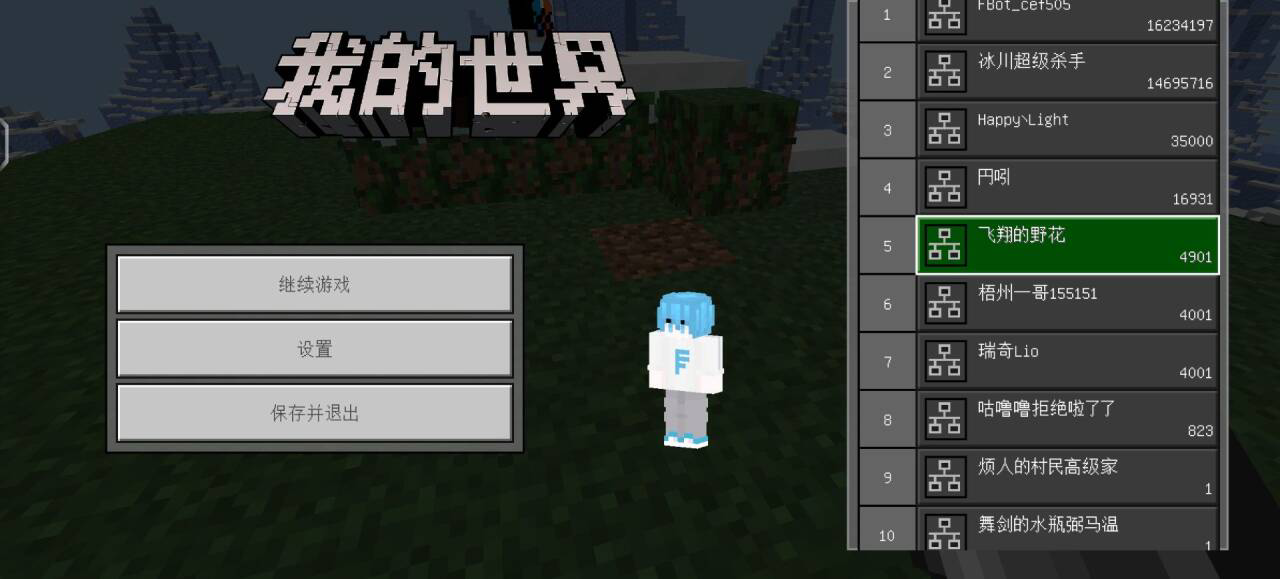 我的世界
继续游戏
设置
保存并退出
1
FBot_cef505
16234197
2
冰川超级杀手
14695716
3
Happy丶Light
35000
4
円吲
16931
5
飞翔的野花
4901
6
梧州一哥155151
4001
7
瑞奇Lio
4001
8
咕噜噜拒绝啦了了
823
9
烦人的村民高级家
1
10
舞剑的水瓶弼马温
1
F